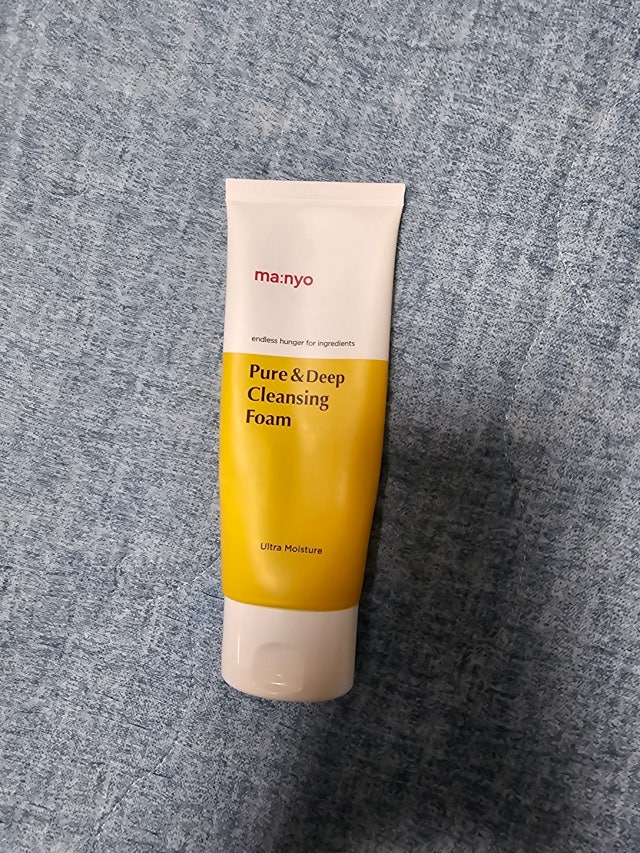 ma:nyo
endless hunger for ingredients
Pure & Deep
Cleansing
Foam
Ultra Moisture